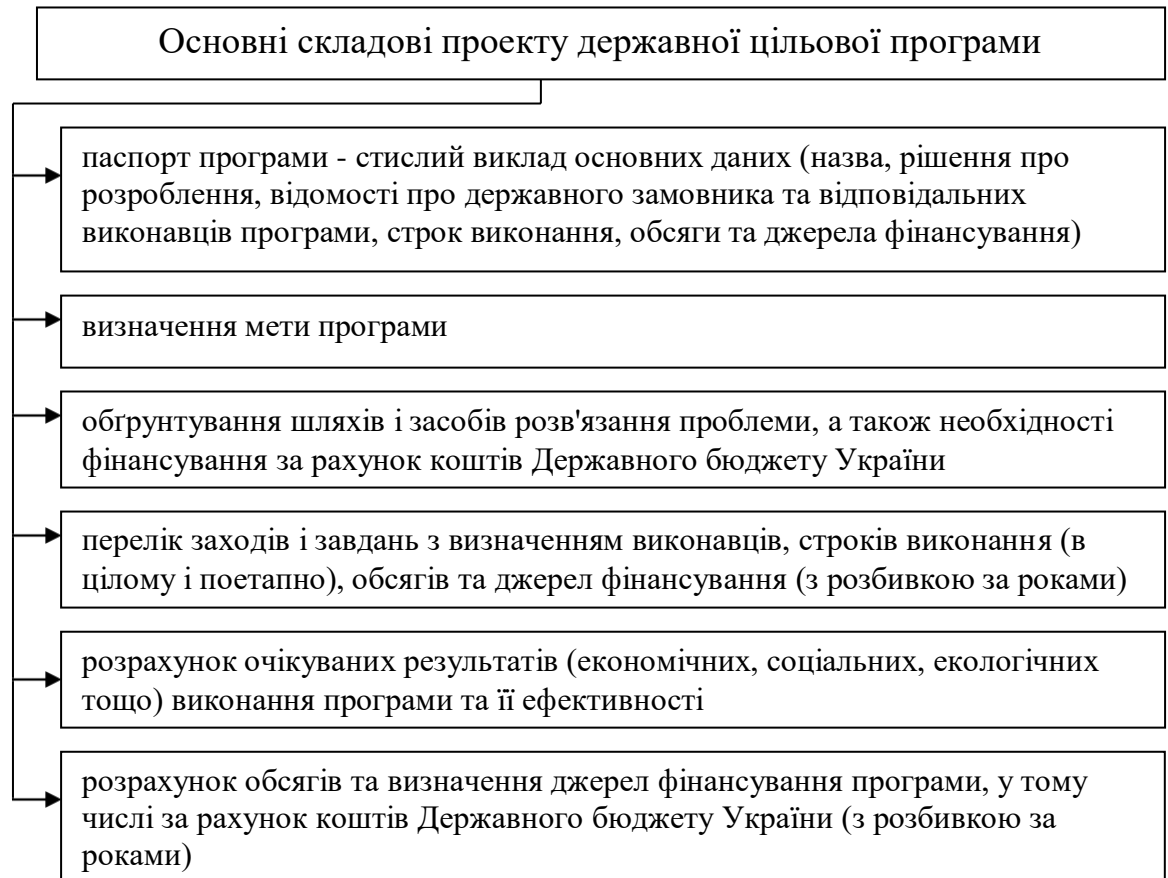 Основні складові проекту державної цільової програми
паспорт програми - стислий виклад основних даних (назва, рішення про
розроблення, відомості про державного замовника та відповідальних
виконавців програми, строк виконання, обсяги та джерела фінансування)
визначення мети програми
обґрунтування шляхів і засобів розв'язання проблеми, а також необхідності
фінансування за рахунок коштів Державного бюджету України
перелік заходів і завдань з визначенням виконавців, строків виконання (в
цілому і поетапно), обсягів та джерел фінансування (з розбивкою за роками)
розрахунок очікуваних результатів (економічних, соціальних, екологічних
тощо) виконання програми та її ефективності
розрахунок обсягів та визначення джерел фінансування програми, у тому
числі за рахунок коштів Державного бюджету України (з розбивкою за
роками)